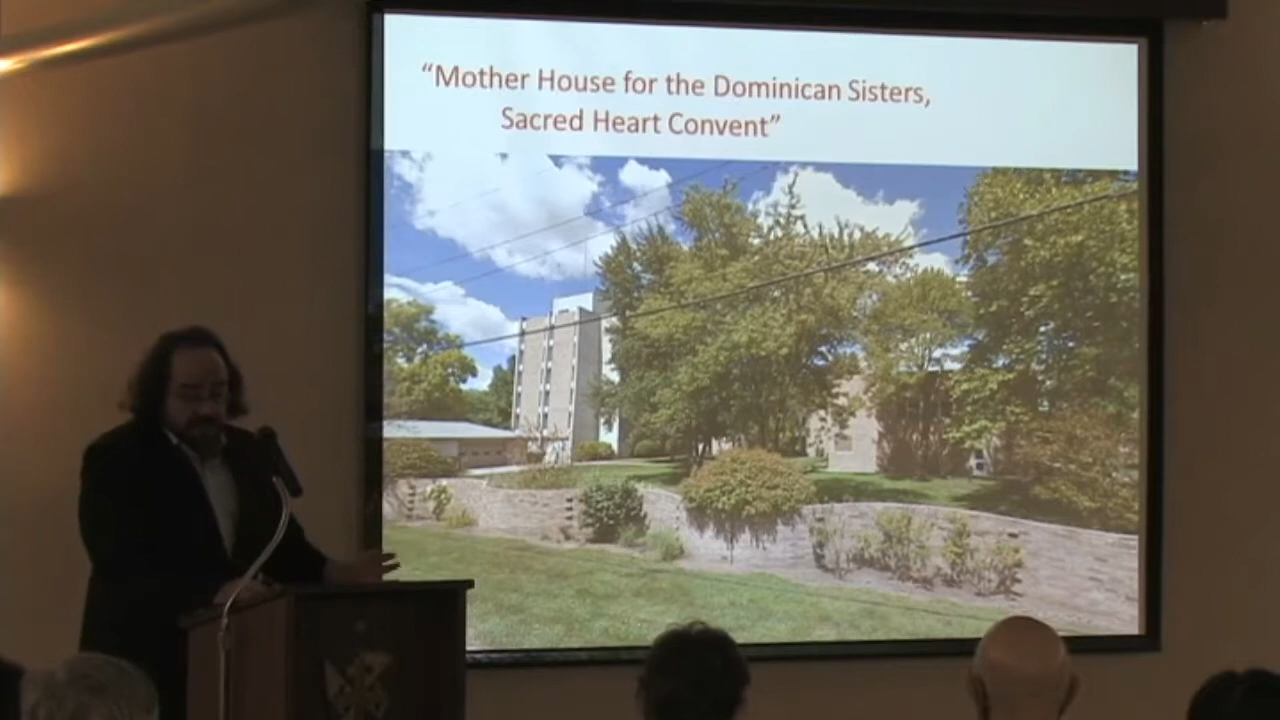 “Mother House for the Dominican Sisters,
Sacred Heart Convent”